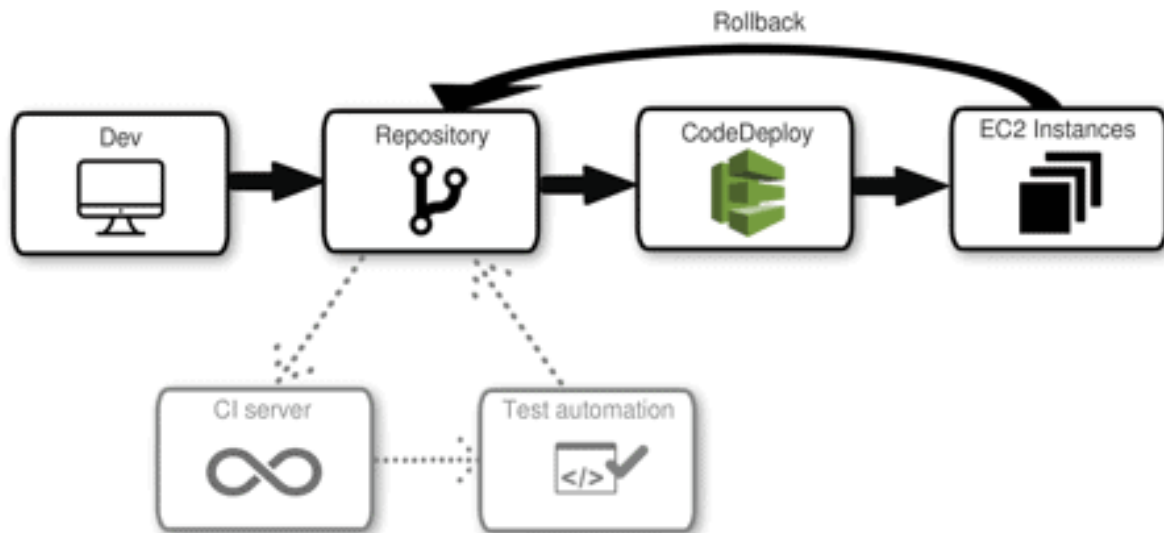 Rollback
Dev
Repository
CodeDeploy
EC2 Instances
CI server
Test automation
</>